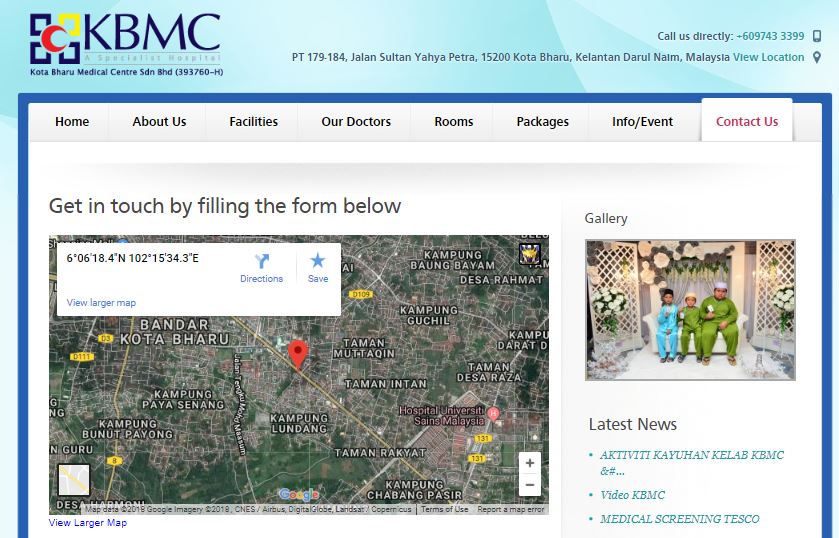 KBMC
A Specialist Hospital
Kota Bharu Medical Centre Sdn Bhd (393760-H)
Call us directly: +609743 3399
PT 179-184, Jalan Sultan Yahya Petra, 15200 Kota Bharu, Kelantan Darul Naim, Malaysia View Location
Home About Us Facilities Our Doctors Rooms Packages Info/Event Contact Us
Get in touch by filling the form below
6°06'18.4"N 102°15'34.3"E
Directions
Save
View larger map
KAMPUNG
BAUNG BAYAM
DESA RAHMAT
D109
KAMPUNG
GUCHIL
BANDAR
KOTA BHARU
D3
D111
TAMAN
MUTTAQIN
KAMPUNG
DARAT D
TAMAN
DESA RAZA
TAMAN INTAN
KAMPUNG
PAYA SENANG
Hospital Universiti
Sains Malaysia
H
KAMPUNG
LUNDANG
KAMPUNG
BUNUT PAYONG
N GURU
TAMAN RAKYAT
131
131
8
KAMPUNG
CHABANG PASIR
DESA HARMONI
+
−
Google
Map data ©2018 Google Imagery ©2018 , CNES / Airbus, DigitalGlobe, Landsat / Copernicus
Terms of Use
Report a map error
View Larger Map
Gallery
Latest News
AKTIVITI KAYUHAN KELAB KBMC
&#...
Video KBMC
MEDICAL SCREENING TESCO